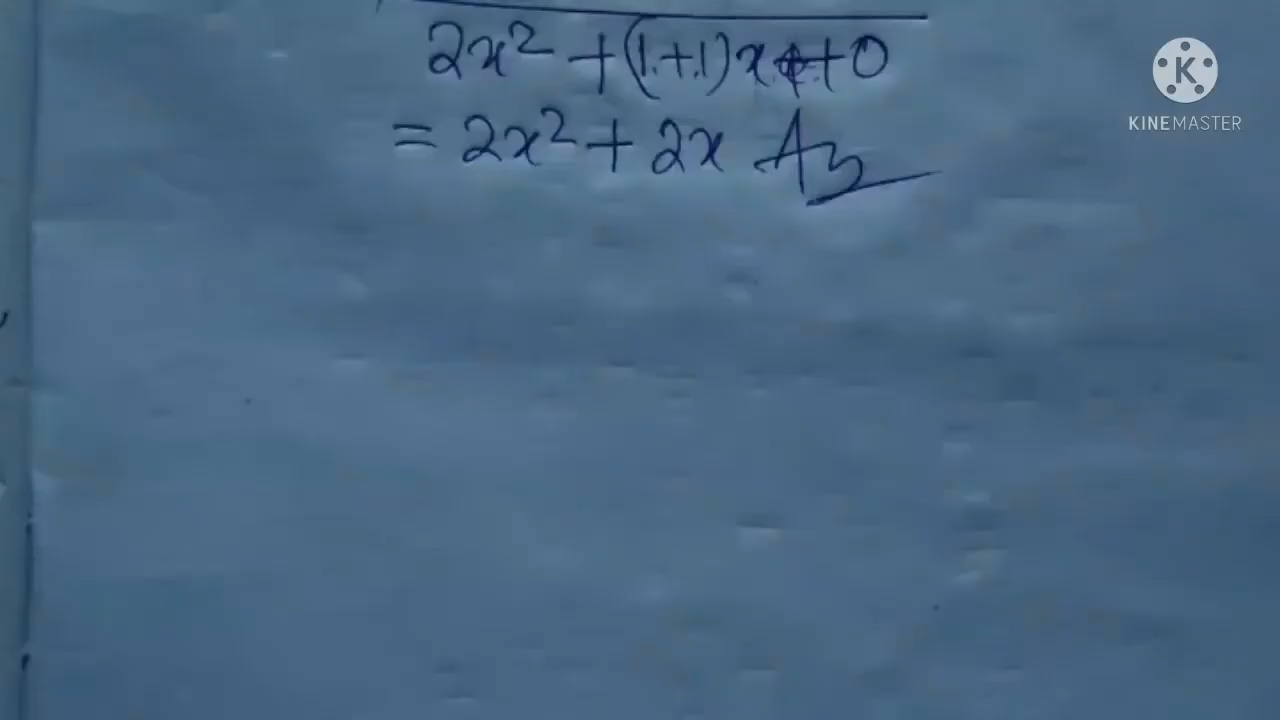 2x² + (1+1)x + 0
= 2x² + 2x Ans
K
KINEMASTER